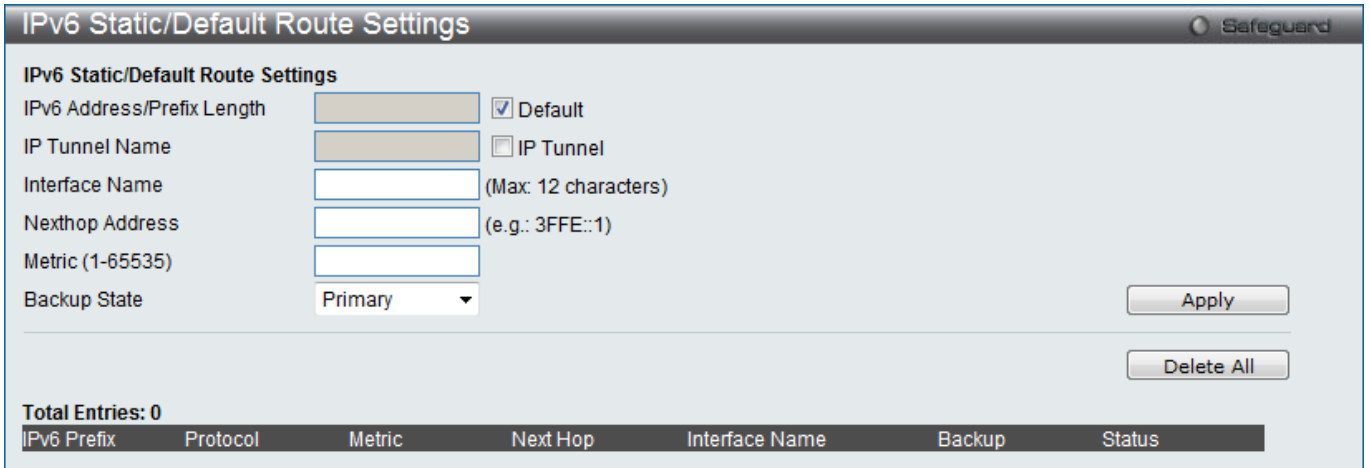 IPv6 Static/Default Route Settings Safeguard
IPv6 Static/Default Route Settings
IPv6 Address/Prefix Length Default
IP Tunnel Name IP Tunnel
Interface Name (Max: 12 characters)
Nexthop Address (e.g.: 3FFE::1)
Metric (1-65535)
Backup State Primary Apply
Delete All
Total Entries: 0
IPv6 Prefix Protocol Metric Next Hop Interface Name Backup Status